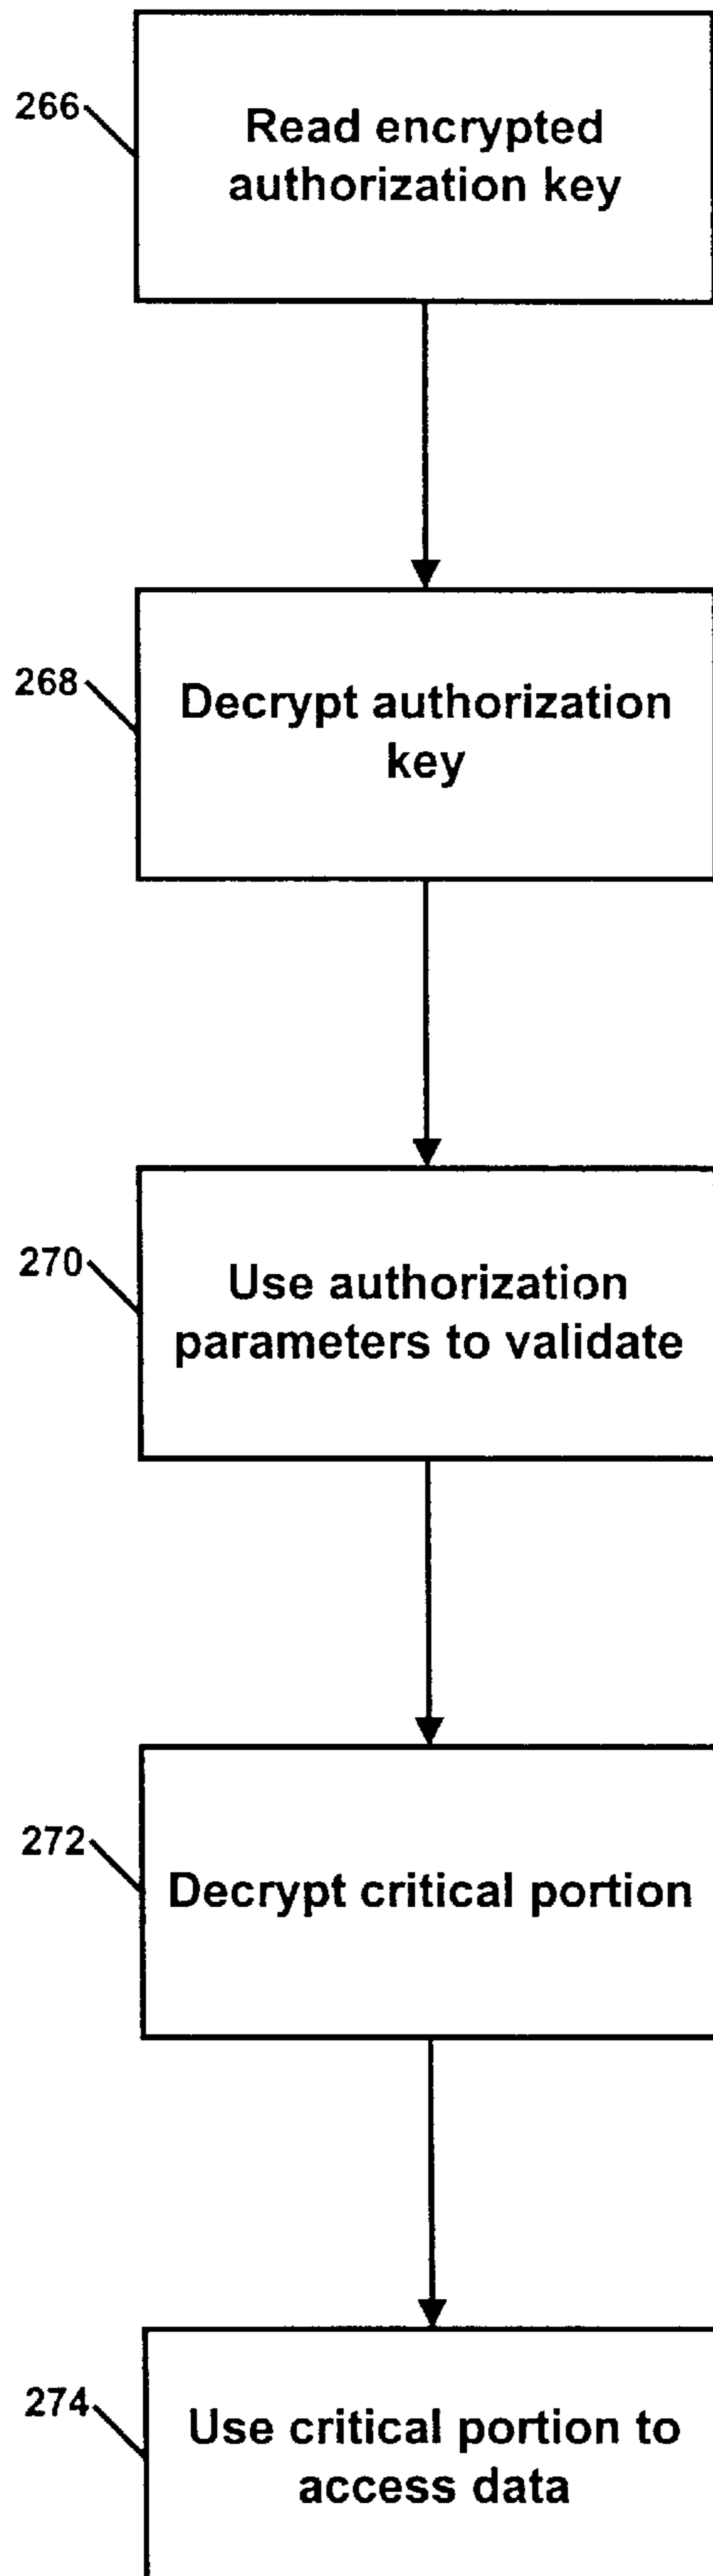 266
Read encrypted
authorization key
268
Decrypt authorization
key
270
Use authorization
parameters to validate
272
Decrypt critical portion
274
Use critical portion to
access data